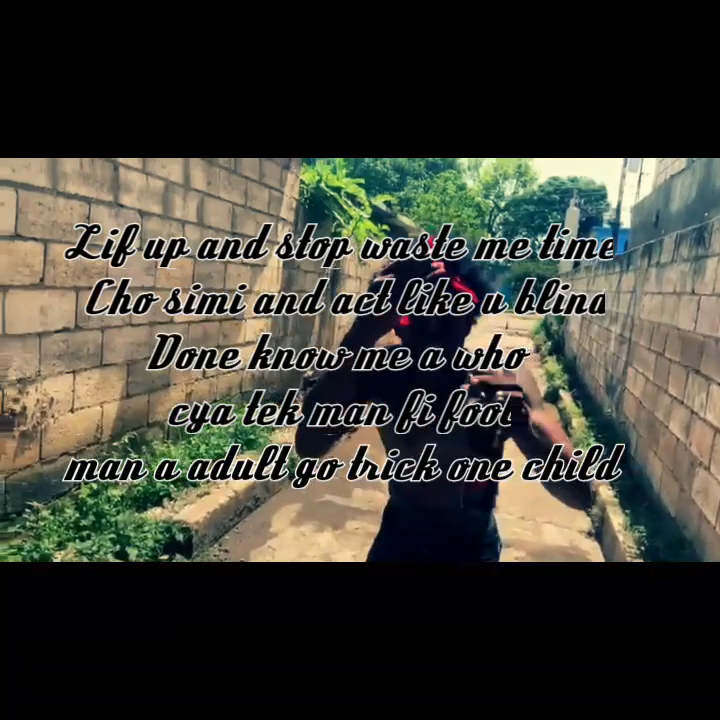 Lif up and stop waste me time
Cho simi and act like u blind
Done know me a who
cya tek man fi fool
man a adult go trick one child